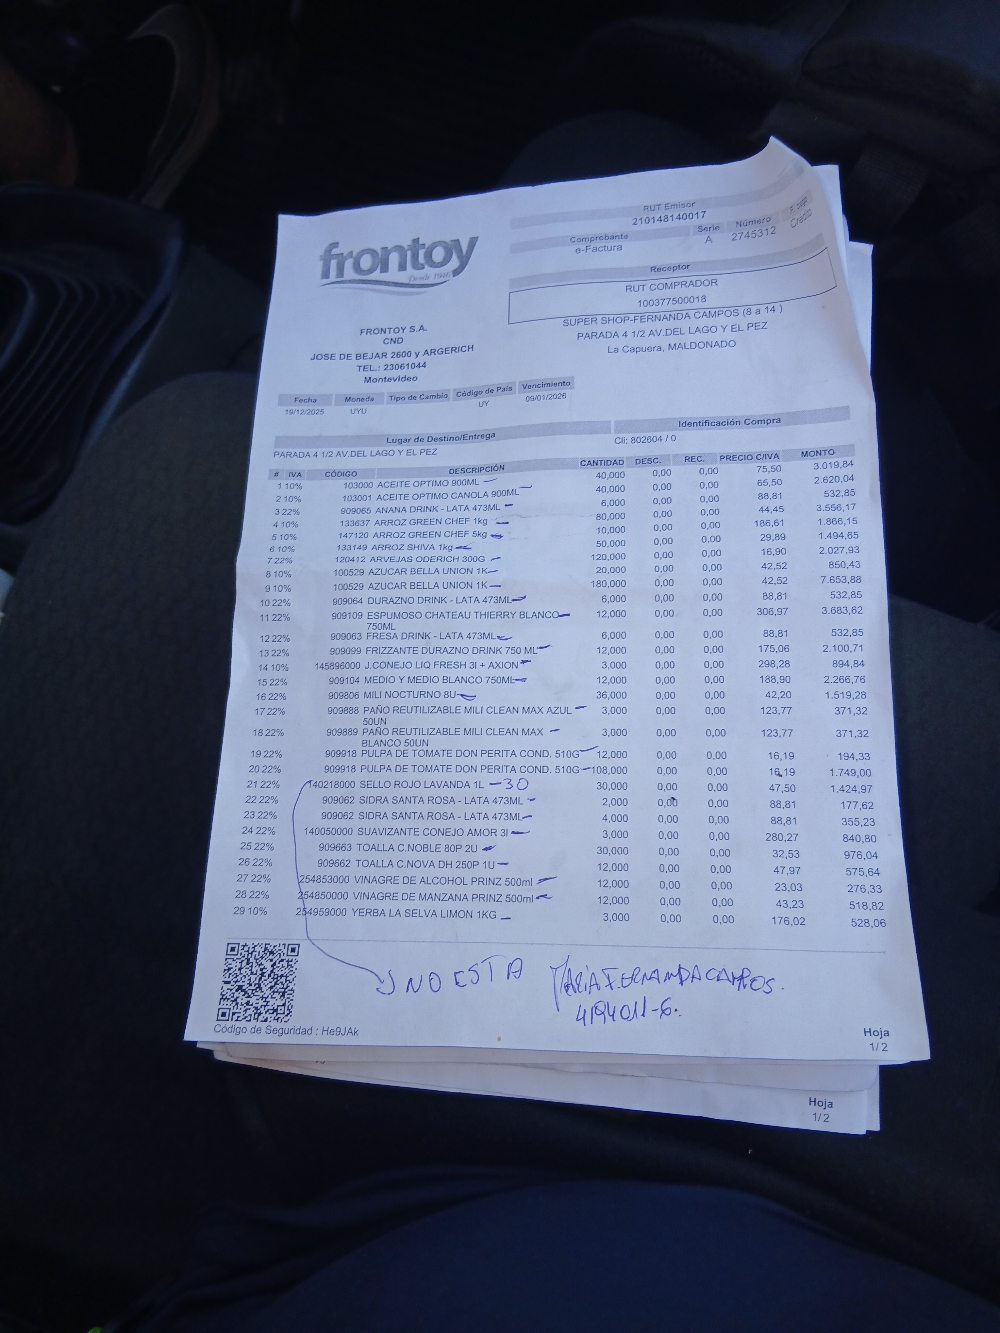 frontoy
Desde 1946
RUT Emisor
210148140017
Comprobante Serie Número F. pago
e-Factura A 2745312 Credito
Receptor
RUT COMPRADOR
100377500018
SUPER SHOP-FERNANDA CAMPOS (8 a 14 )
PARADA 4 1/2 AV.DEL LAGO Y EL PEZ
La Capuera, MALDONADO
FRONTOY S.A.
CND
JOSE DE BEJAR 2600 y ARGERICH
TEL.: 23061044
Montevideo
Fecha Moneda Tipo de Cambio Código de País Vencimiento
19/12/2025 UYU UY 09/01/2026
Lugar de Destino/Entrega Identificación Compra
PARADA 4 1/2 AV.DEL LAGO Y EL PEZ Cli: 802604 / 0
# IVA CÓDIGO DESCRIPCIÓN CANTIDAD DESC. REC. PRECIO C/IVA MONTO
1 10% 103000 ACEITE OPTIMO 900ML 40,000 0,00 0,00 75,50 3.019,84
2 10% 103001 ACEITE OPTIMO CANOLA 900ML 40,000 0,00 0,00 65,50 2.620,04
3 22% 909065 ANANA DRINK - LATA 473ML 6,000 0,00 0,00 88,81 532,85
4 10% 133637 ARROZ GREEN CHEF 1kg 80,000 0,00 0,00 44,45 3.556,17
5 10% 147120 ARROZ GREEN CHEF 5kg 10,000 0,00 0,00 186,61 1.866,15
6 10% 133149 ARROZ SHIVA 1kg 50,000 0,00 0,00 29,89 1.494,65
7 22% 120412 ARVEJAS ODERICH 300G 120,000 0,00 0,00 16,90 2.027,93
8 10% 100529 AZUCAR BELLA UNION 1K 20,000 0,00 0,00 42,52 850,43
9 10% 100529 AZUCAR BELLA UNION 1K 180,000 0,00 0,00 42,52 7.653,88
10 22% 909064 DURAZNO DRINK - LATA 473ML 6,000 0,00 0,00 88,81 532,85
11 22% 909109 ESPUMOSO CHATEAU THIERRY BLANCO 12,000 0,00 0,00 306,97 3.683,62
750ML
12 22% 909063 FRESA DRINK - LATA 473ML 6,000 0,00 0,00 88,81 532,85
13 22% 909099 FRIZZANTE DURAZNO DRINK 750 ML 12,000 0,00 0,00 175,06 2.100,71
14 10% 145896000 J.CONEJO LIQ FRESH 3l + AXION 3,000 0,00 0,00 298,28 894,84
15 22% 909104 MEDIO Y MEDIO BLANCO 750ML 12,000 0,00 0,00 188,90 2.266,76
16 22% 909806 MILI NOCTURNO 8U 36,000 0,00 0,00 42,20 1.519,28
17 22% 909888 PAÑO REUTILIZABLE MILI CLEAN MAX AZUL 3,000 0,00 0,00 123,77 371,32
50UN
18 22% 909889 PAÑO REUTILIZABLE MILI CLEAN MAX 3,000 0,00 0,00 123,77 371,32
BLANCO 50UN
19 22% 909918 PULPA DE TOMATE DON PERITA COND. 510G 12,000 0,00 0,00 16,19 194,33
20 22% 909918 PULPA DE TOMATE DON PERITA COND. 510G 108,000 0,00 0,00 16,19 1.749,00
21 22% 140218000 SELLO ROJO LAVANDA 1L - 30 30,000 0,00 0,00 47,50 1.424,97
22 22% 909062 SIDRA SANTA ROSA - LATA 473ML 2,000 0,00 0,00 88,81 177,62
23 22% 909062 SIDRA SANTA ROSA - LATA 473ML 4,000 0,00 0,00 88,81 355,23
24 22% 140050000 SUAVIZANTE CONEJO AMOR 3l 3,000 0,00 0,00 280,27 840,80
25 22% 909663 TOALLA C.NOBLE 80P 2U 30,000 0,00 0,00 32,53 976,04
26 22% 909662 TOALLA C.NOVA DH 250P 1U 12,000 0,00 0,00 47,97 575,64
27 22% 254853000 VINAGRE DE ALCOHOL PRINZ 500ml 12,000 0,00 0,00 23,03 276,33
28 22% 254850000 VINAGRE DE MANZANA PRINZ 500ml 12,000 0,00 0,00 43,23 518,82
29 10% 254959000 YERBA LA SELVA LIMON 1KG 3,000 0,00 0,00 176,02 528,06
NO ESTA MARIA FERNANDA CAMPOS.
Código de Seguridad : He9JAk
Hoja
1/ 2
Hoja
1/ 2